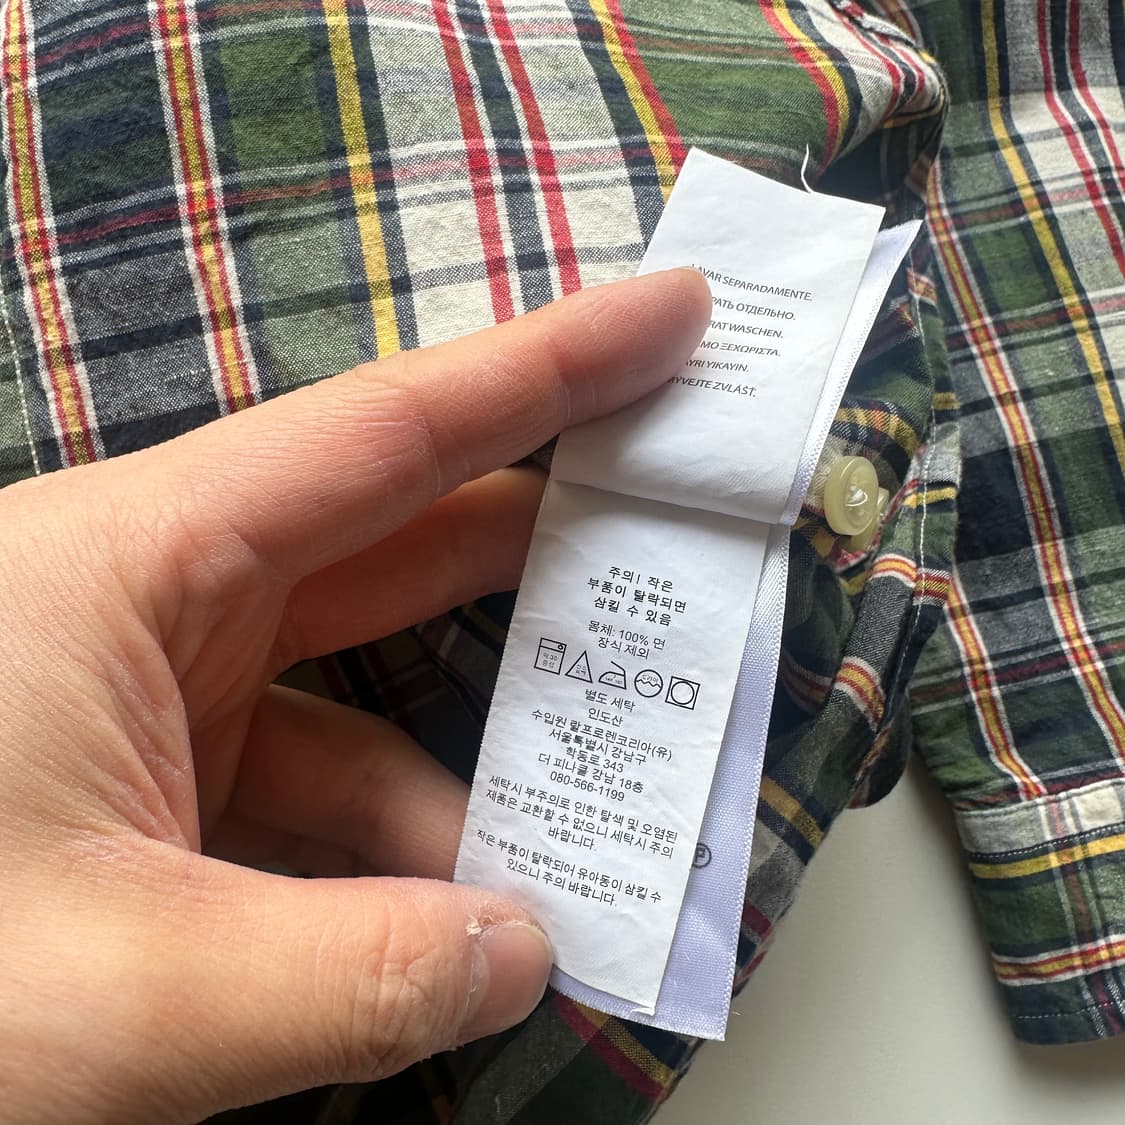 LAVAR SEPARADAMENTE.
ОТДЕЛЬНО.
WASCHEN.
ΞΕΧΩΡΙΣΤΑ.
YIKAYIN.
ZVLÁŠŤ.
주의! 작은
부품이 탈락되면
삼킬 수 있음
몸체: 100% 면
장식 제외
약 30
중성
별도 세탁
인도산
수입원 랄프로렌코리아(유)
서울특별시 강남구
학동로 343
더 피나클 강남 18층
080-566-1199
세탁시 부주의로 인한 탈색 및 오염된
제품은 교환할 수 없으니 세탁시 주의
바랍니다.
작은 부품이 탈락되어 유아동이 삼킬 수
있으니 주의 바랍니다.
P